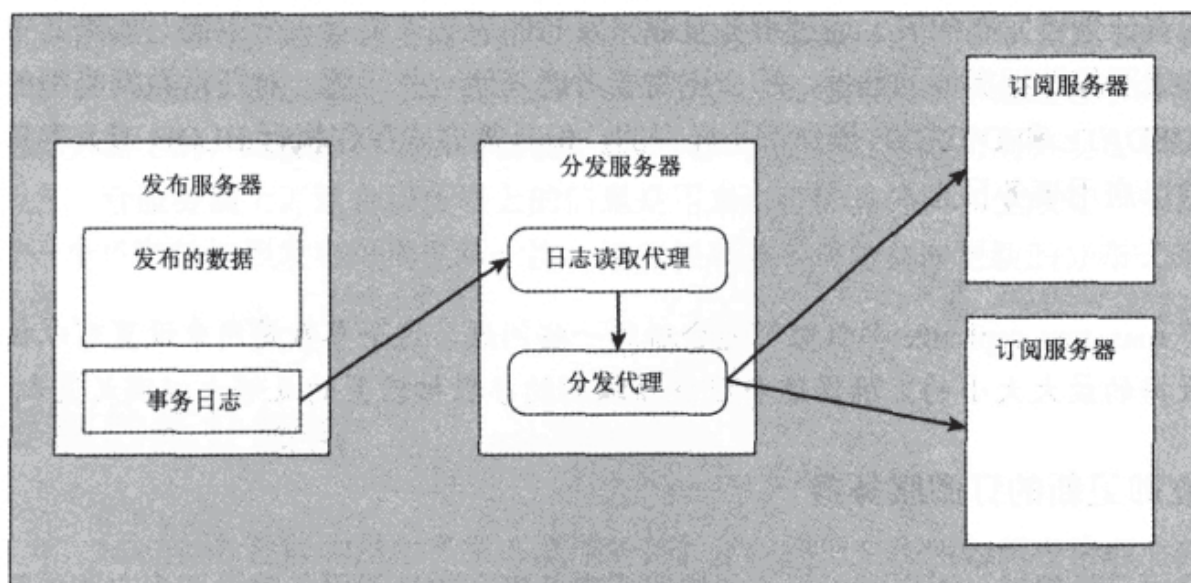 发布服务器
发布的数据
事务日志
分发服务器
日志读取代理
分发代理
订阅服务器
订阅服务器